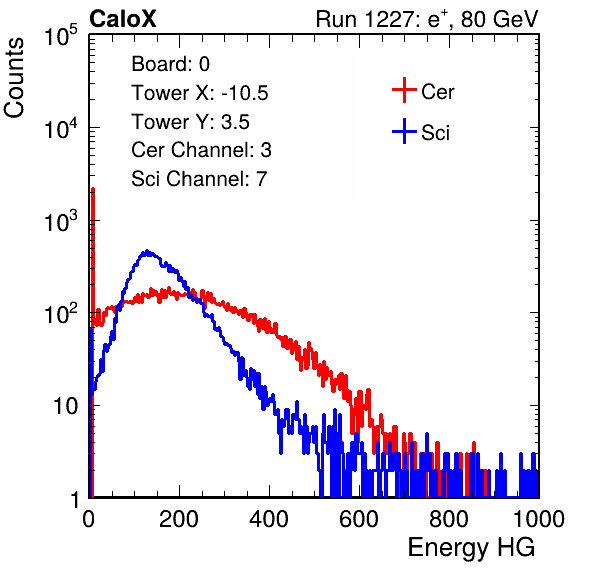 CaloX Run 1227: e⁺, 80 GeV
Counts
Board: 0
Tower X: -10.5
Tower Y: 3.5
Cer Channel: 3
Sci Channel: 7
Cer
Sci
10⁵
10⁴
10³
10²
10
1
0 200 400 600 800 1000
Energy HG